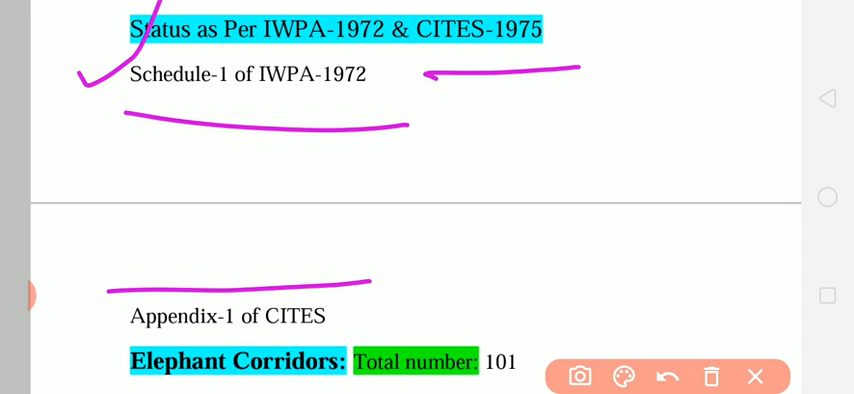 Status as Per IWPA-1972 & CITES-1975
Schedule-1 of IWPA-1972
Appendix-1 of CITES
Elephant Corridors: Total number: 101